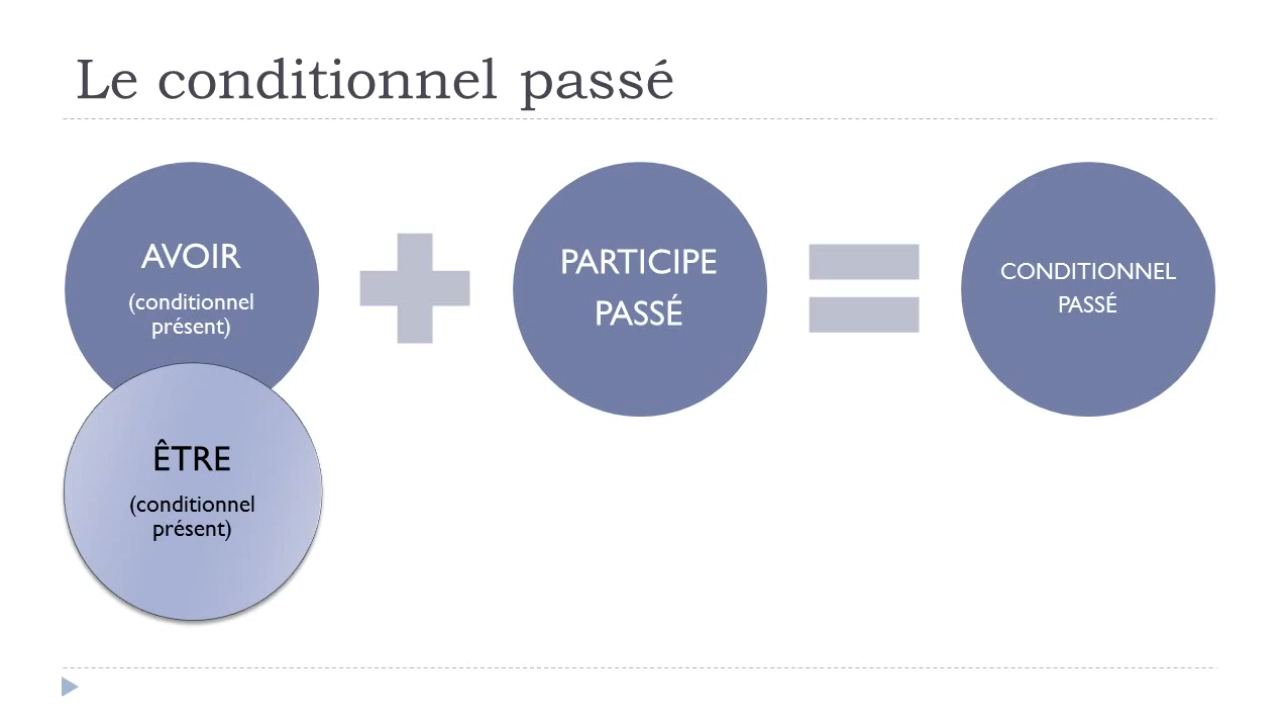 Le conditionnel passé
AVOIR
(conditionnel
présent)
PARTICIPE
PASSÉ
CONDITIONNEL
PASSÉ
ÊTRE
(conditionnel
présent)